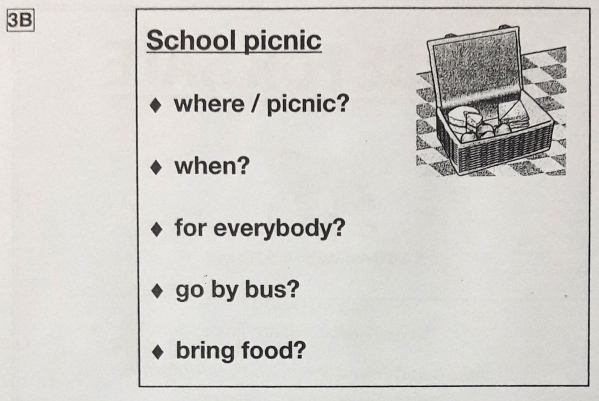 3B
School picnic
♦ where / picnic?
♦ when?
♦ for everybody?
♦ go by bus?
♦ bring food?